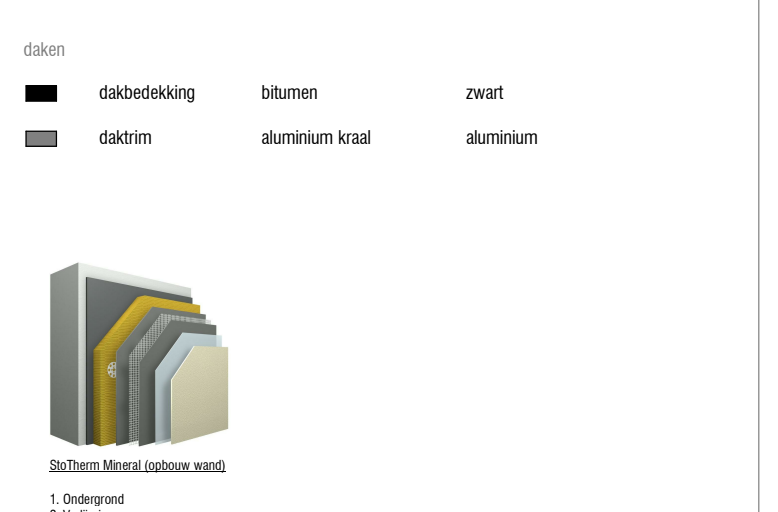 daken
dakbedekking bitumen zwart
daktrim aluminium kraal aluminium
StoTherm Mineral (opbouw wand)
1. Ondergrond